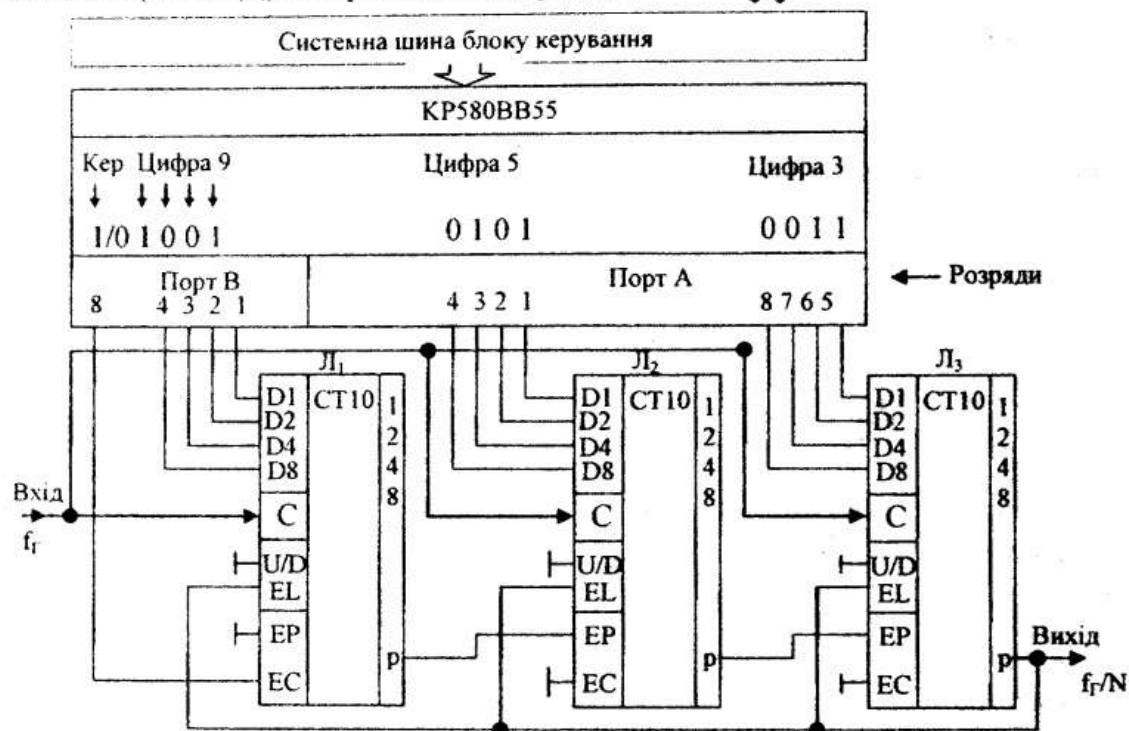 Системна шина блоку керування
КР580ВВ55
Кер Цифра 9 Цифра 5 Цифра 3
1/0 1 0 0 1 0 1 0 1 0 0 1 1
Порт В Порт А
Розряди
8 4 3 2 1 4 3 2 1 8 7 6 5
Л1 Л2 Л3
D1 CT10 1 D1 CT10 1 D1 CT10 1
D2 2 D2 2 D2 2
D4 4 D4 4 D4 4
D8 8 D8 8 D8 8
Вхід
C C C
fГ
U/D U/D U/D
EL EL EL
EP EP EP
Вихід
p p p
EC EC EC
fГ/N